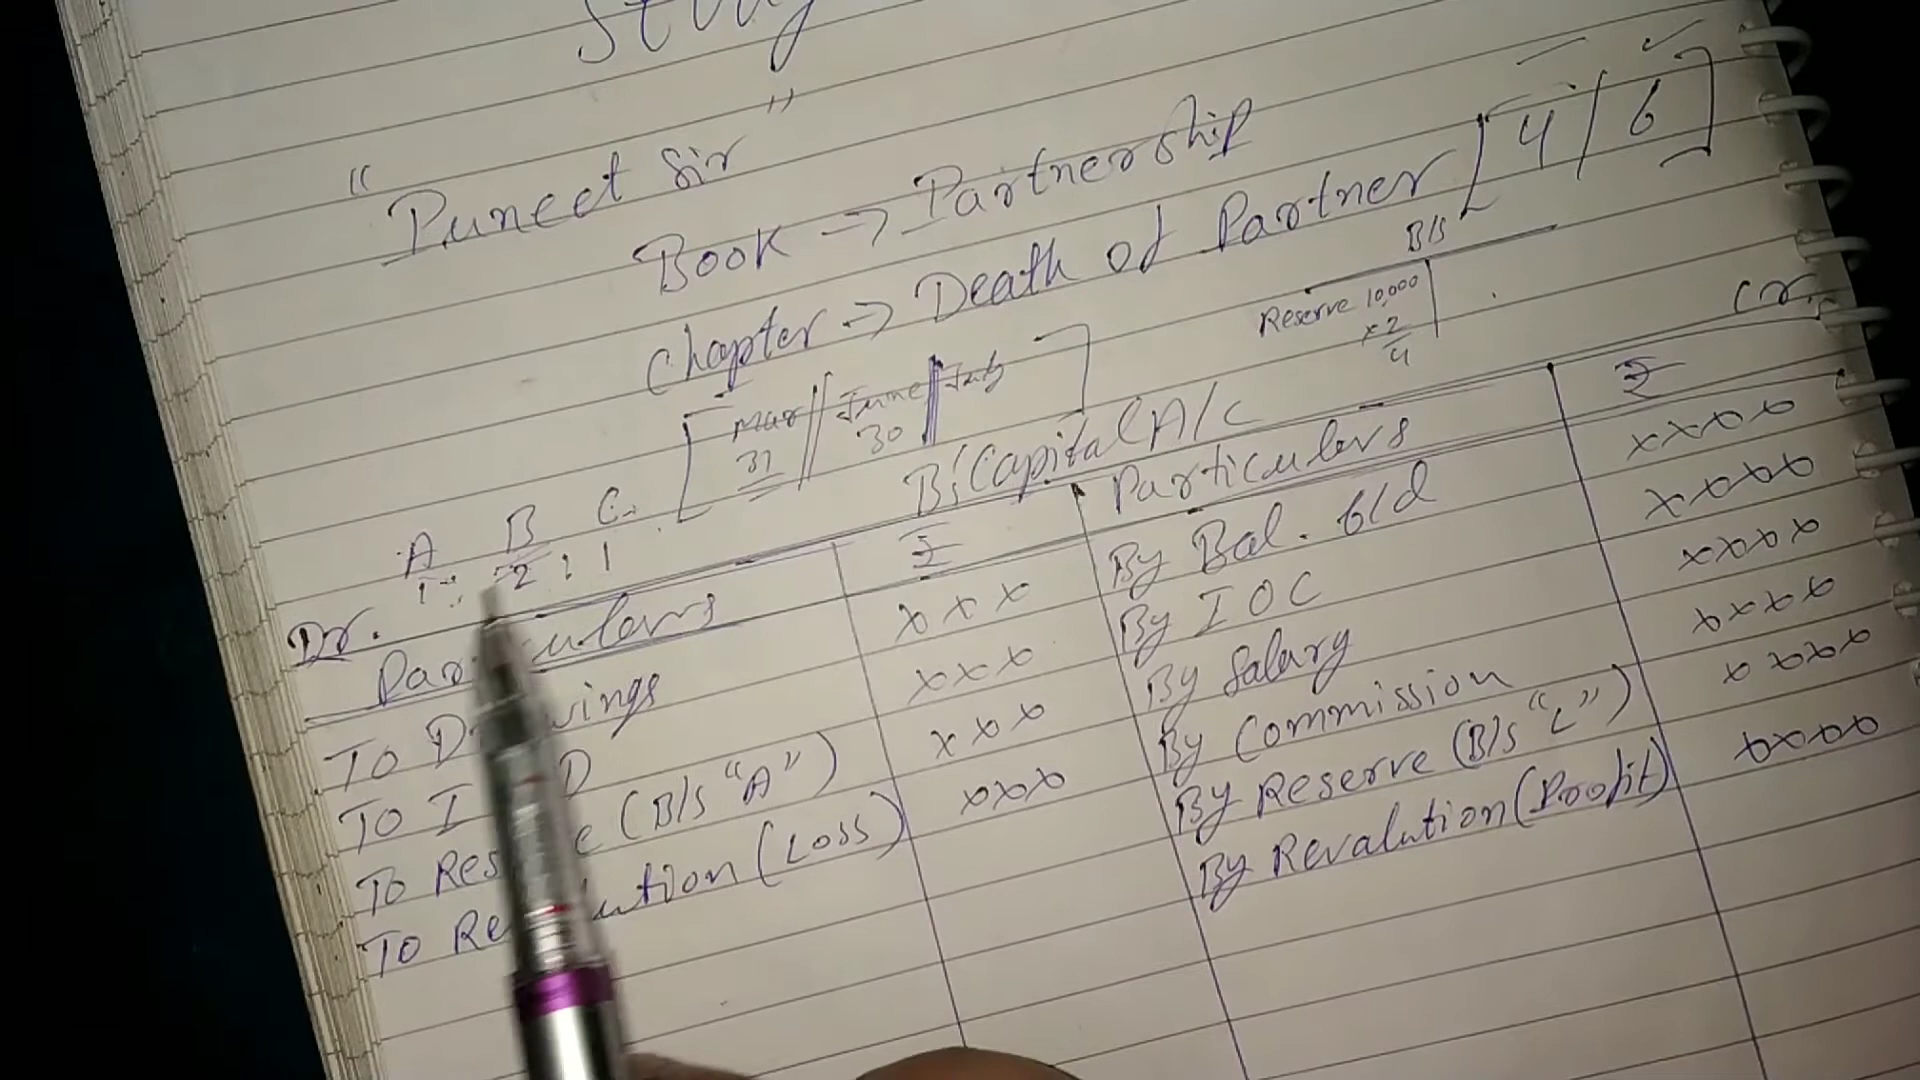 Study
"Puneet Sir"
Book → Partnership
Chapter → Death of Partner [4/6]
B/S
Reserve 10,000
×2/4
[Mar 31 // June 30 // July]
A B C.
1 : 2 : 1
B's Capital A/c
Dr. Cr.
Particulars ₹ Particulars ₹
To Drawings xxx By Bal. b/d xxxx
To I D xxx By IOC xxxx
To Reserve (B/s "A") xxx By Salary xxxx
To Revalution (Loss) xxx By Commission xxxx
By Reserve (B/s "L") xxxx
By Revalution (Profit) xxxx